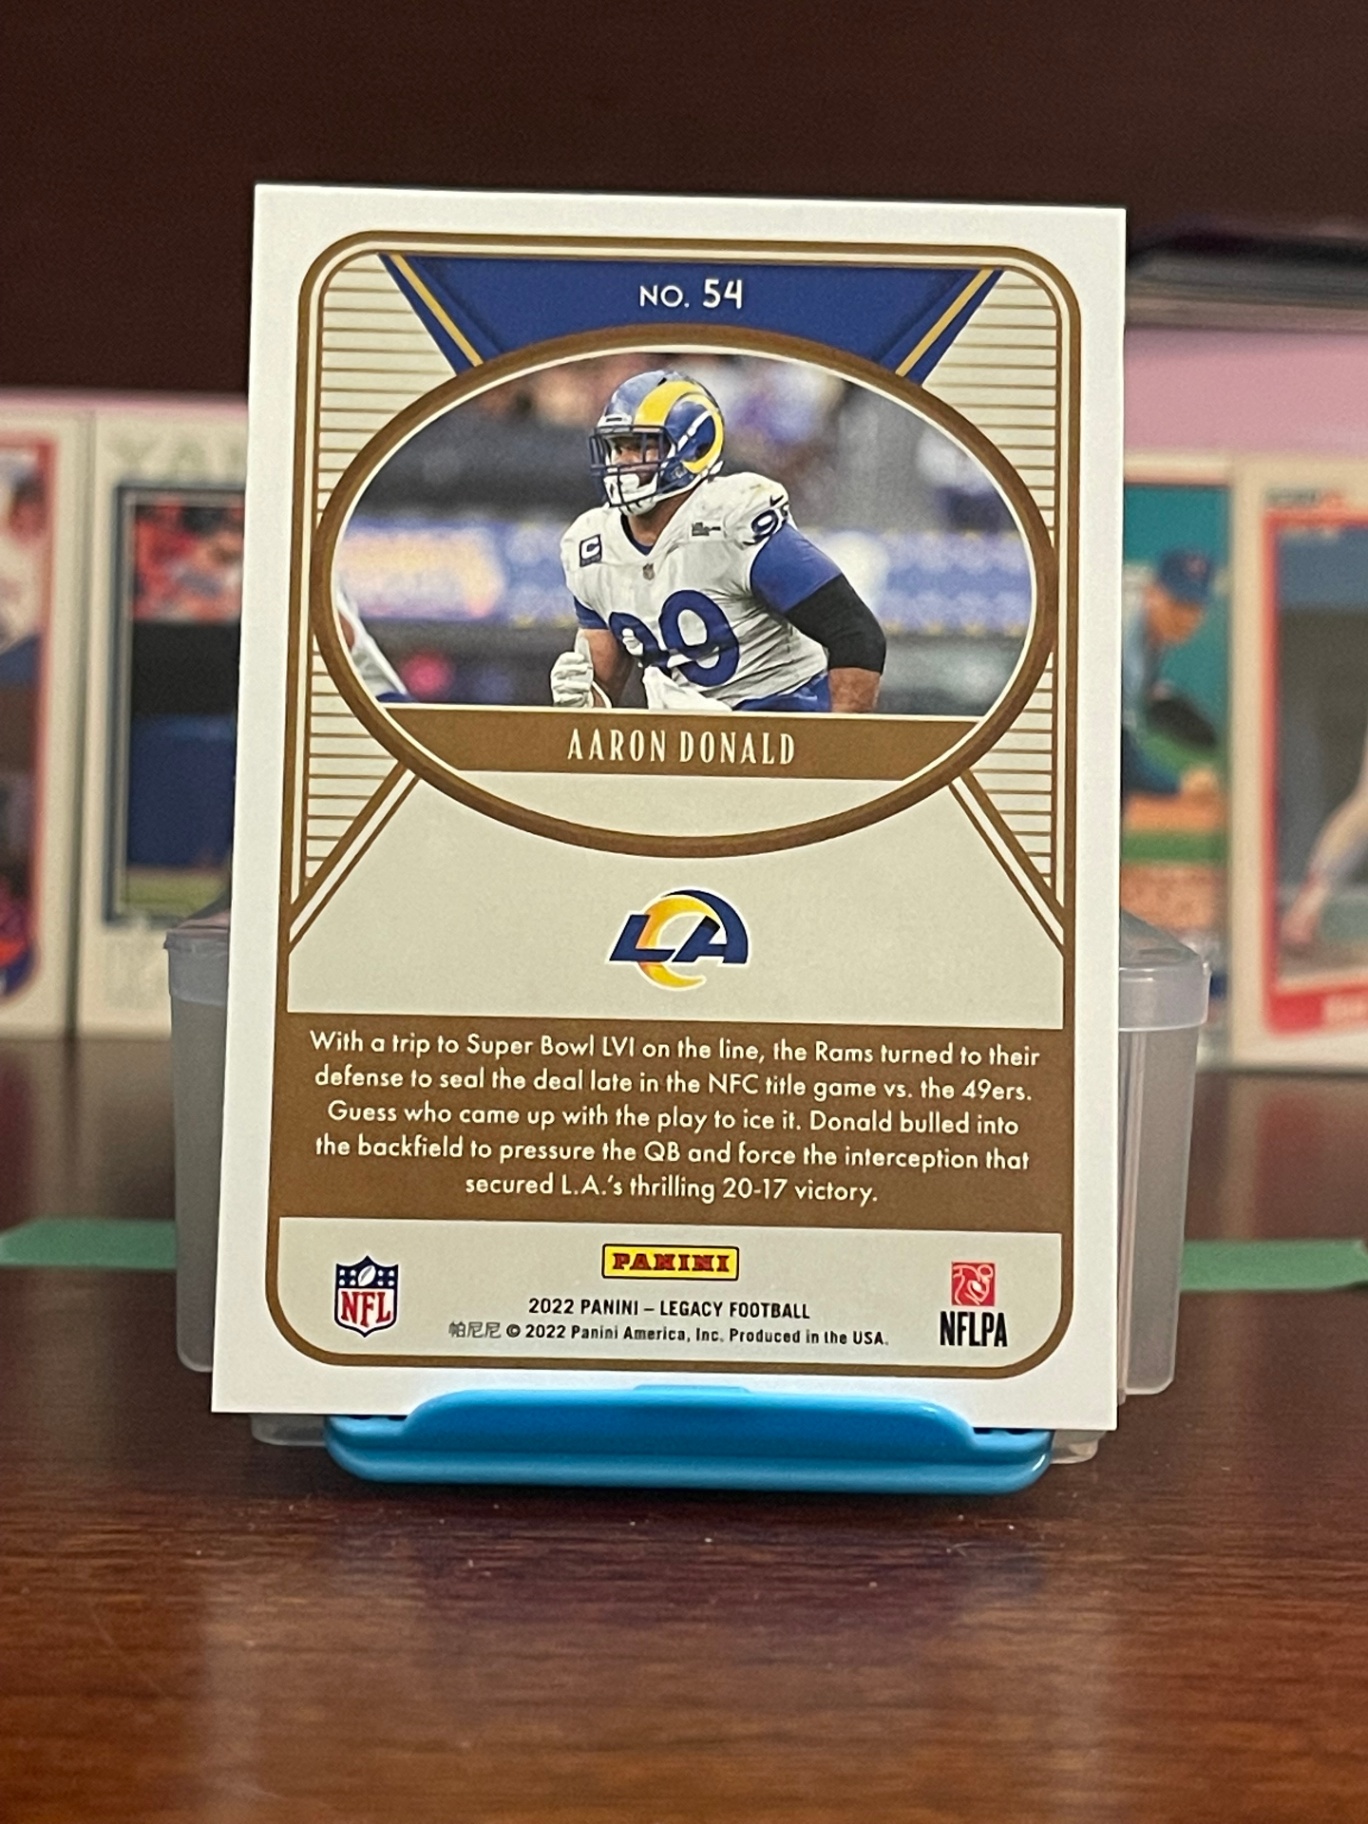 NO. 54
99
C
99
AARON DONALD
LA
With a trip to Super Bowl LVI on the line, the Rams turned to their
defense to seal the deal late in the NFC title game vs. the 49ers.
Guess who came up with the play to ice it. Donald bulled into
the backfield to pressure the QB and force the interception that
secured L.A.'s thrilling 20-17 victory.
PANINI
NFL
2022 PANINI – LEGACY FOOTBALL
帕尼尼 © 2022 Panini America, Inc. Produced in the USA.
NFLPA